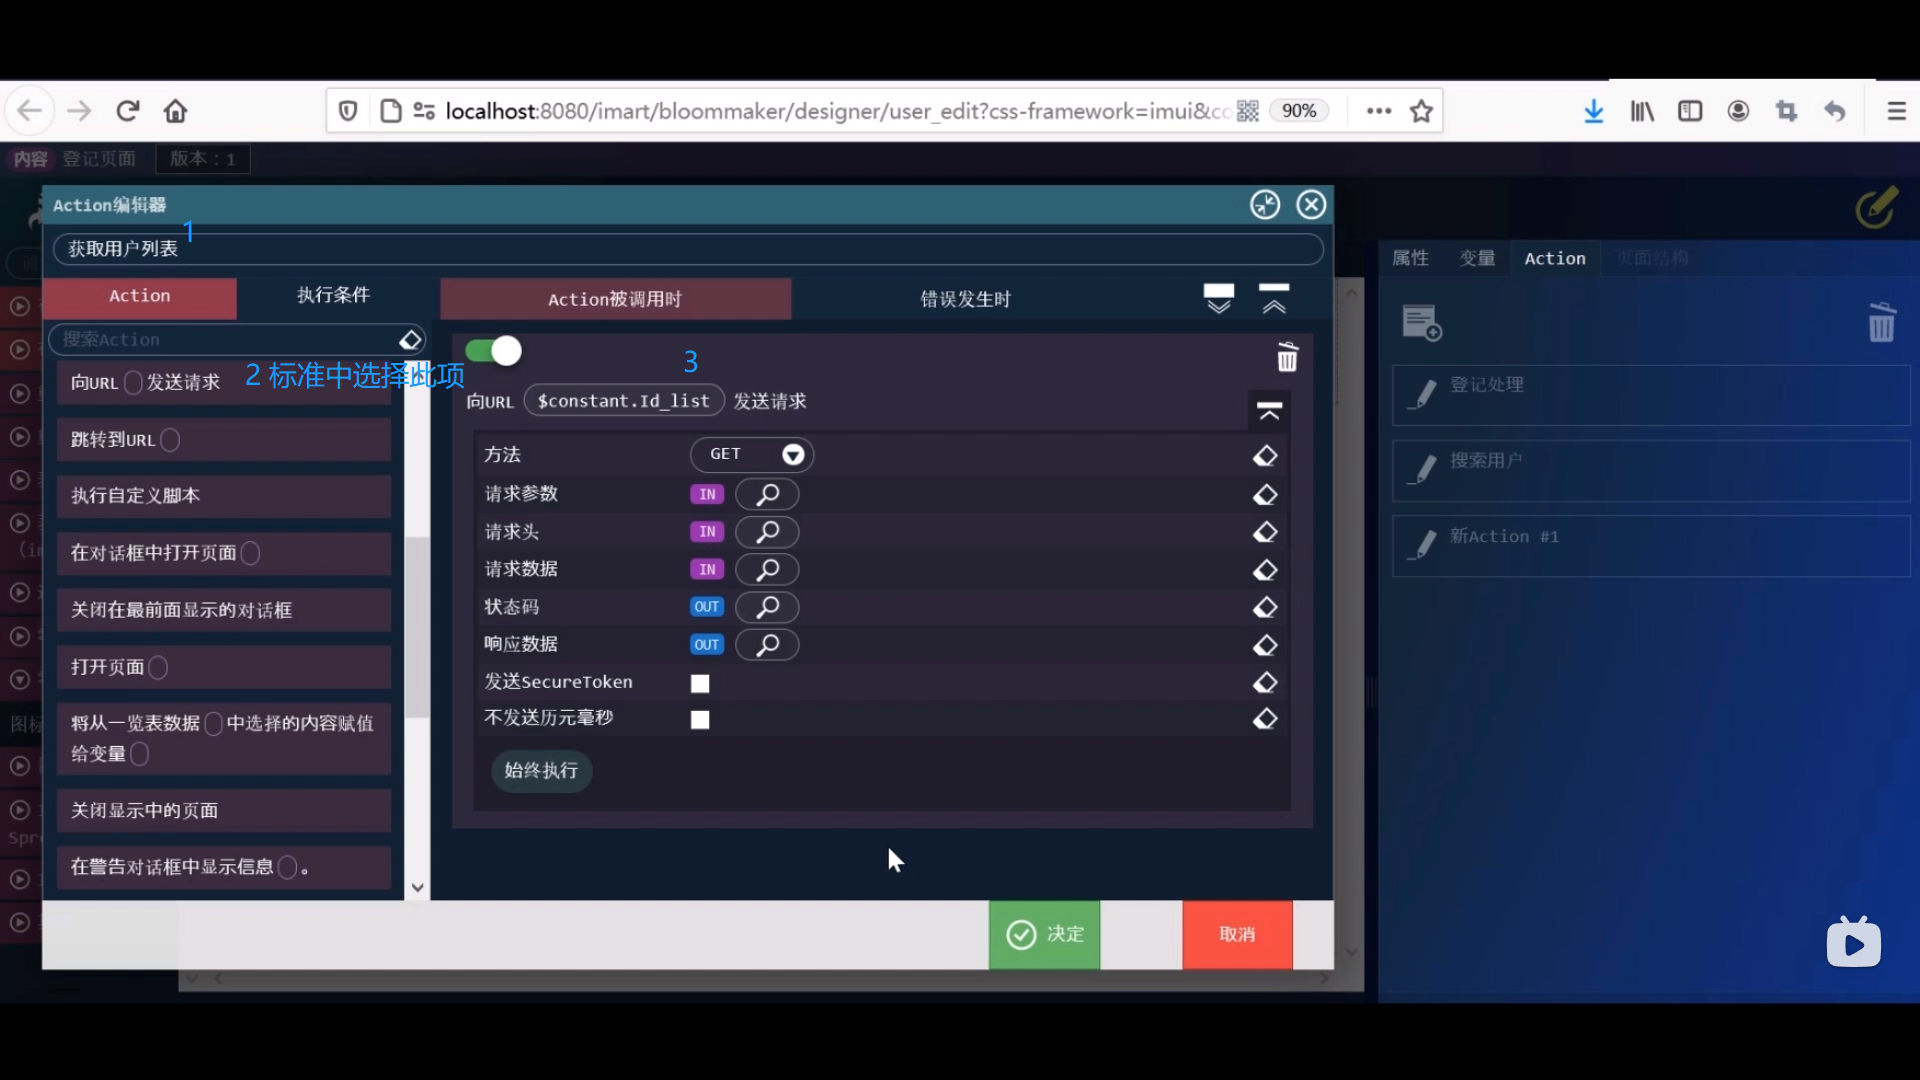 localhost:8080/imart/bloommaker/designer/user_edit?css-framework=imui&co
90%
内容 登记页面 版本：1
Action编辑器
1
获取用户列表
属性 变量 Action 页面结构
Action 执行条件 Action被调用时 错误发生时
搜索Action
2 标准中选择此项
3
向URL 发送请求
向URL $constant.Id_list 发送请求
登记处理
跳转到URL
方法 GET
搜索用户
执行自定义脚本
请求参数 IN
请求头 IN
新Action #1
在对话框中打开页面
请求数据 IN
关闭在最前面显示的对话框
状态码 OUT
响应数据 OUT
打开页面
发送SecureToken
将从一览表数据 中选择的内容赋值
给变量
不发送历元毫秒
图标
始终执行
关闭显示中的页面
Spr
在警告对话框中显示信息 。
决定
取消